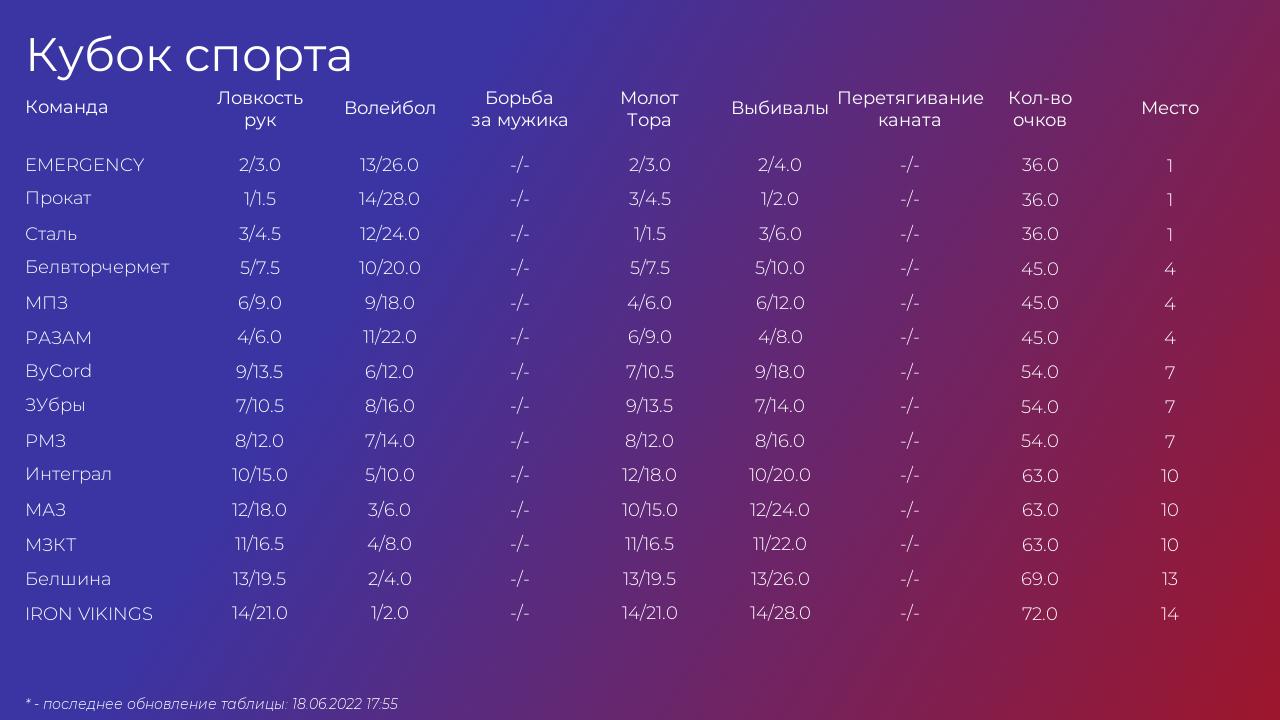 Кубок спорта
Команда Ловкость рук Волейбол Борьба за мужика Молот Тора Выбивалы Перетягивание каната Кол-во очков Место
EMERGENCY 2/3.0 13/26.0 -/- 2/3.0 2/4.0 -/- 36.0 1
Прокат 1/1.5 14/28.0 -/- 3/4.5 1/2.0 -/- 36.0 1
Сталь 3/4.5 12/24.0 -/- 1/1.5 3/6.0 -/- 36.0 1
Белвторчермет 5/7.5 10/20.0 -/- 5/7.5 5/10.0 -/- 45.0 4
МПЗ 6/9.0 9/18.0 -/- 4/6.0 6/12.0 -/- 45.0 4
РАЗАМ 4/6.0 11/22.0 -/- 6/9.0 4/8.0 -/- 45.0 4
ByCord 9/13.5 6/12.0 -/- 7/10.5 9/18.0 -/- 54.0 7
ЗУбры 7/10.5 8/16.0 -/- 9/13.5 7/14.0 -/- 54.0 7
РМЗ 8/12.0 7/14.0 -/- 8/12.0 8/16.0 -/- 54.0 7
Интеграл 10/15.0 5/10.0 -/- 12/18.0 10/20.0 -/- 63.0 10
МАЗ 12/18.0 3/6.0 -/- 10/15.0 12/24.0 -/- 63.0 10
МЗКТ 11/16.5 4/8.0 -/- 11/16.5 11/22.0 -/- 63.0 10
Белшина 13/19.5 2/4.0 -/- 13/19.5 13/26.0 -/- 69.0 13
IRON VIKINGS 14/21.0 1/2.0 -/- 14/21.0 14/28.0 -/- 72.0 14
* - последнее обновление таблицы: 18.06.2022 17:55